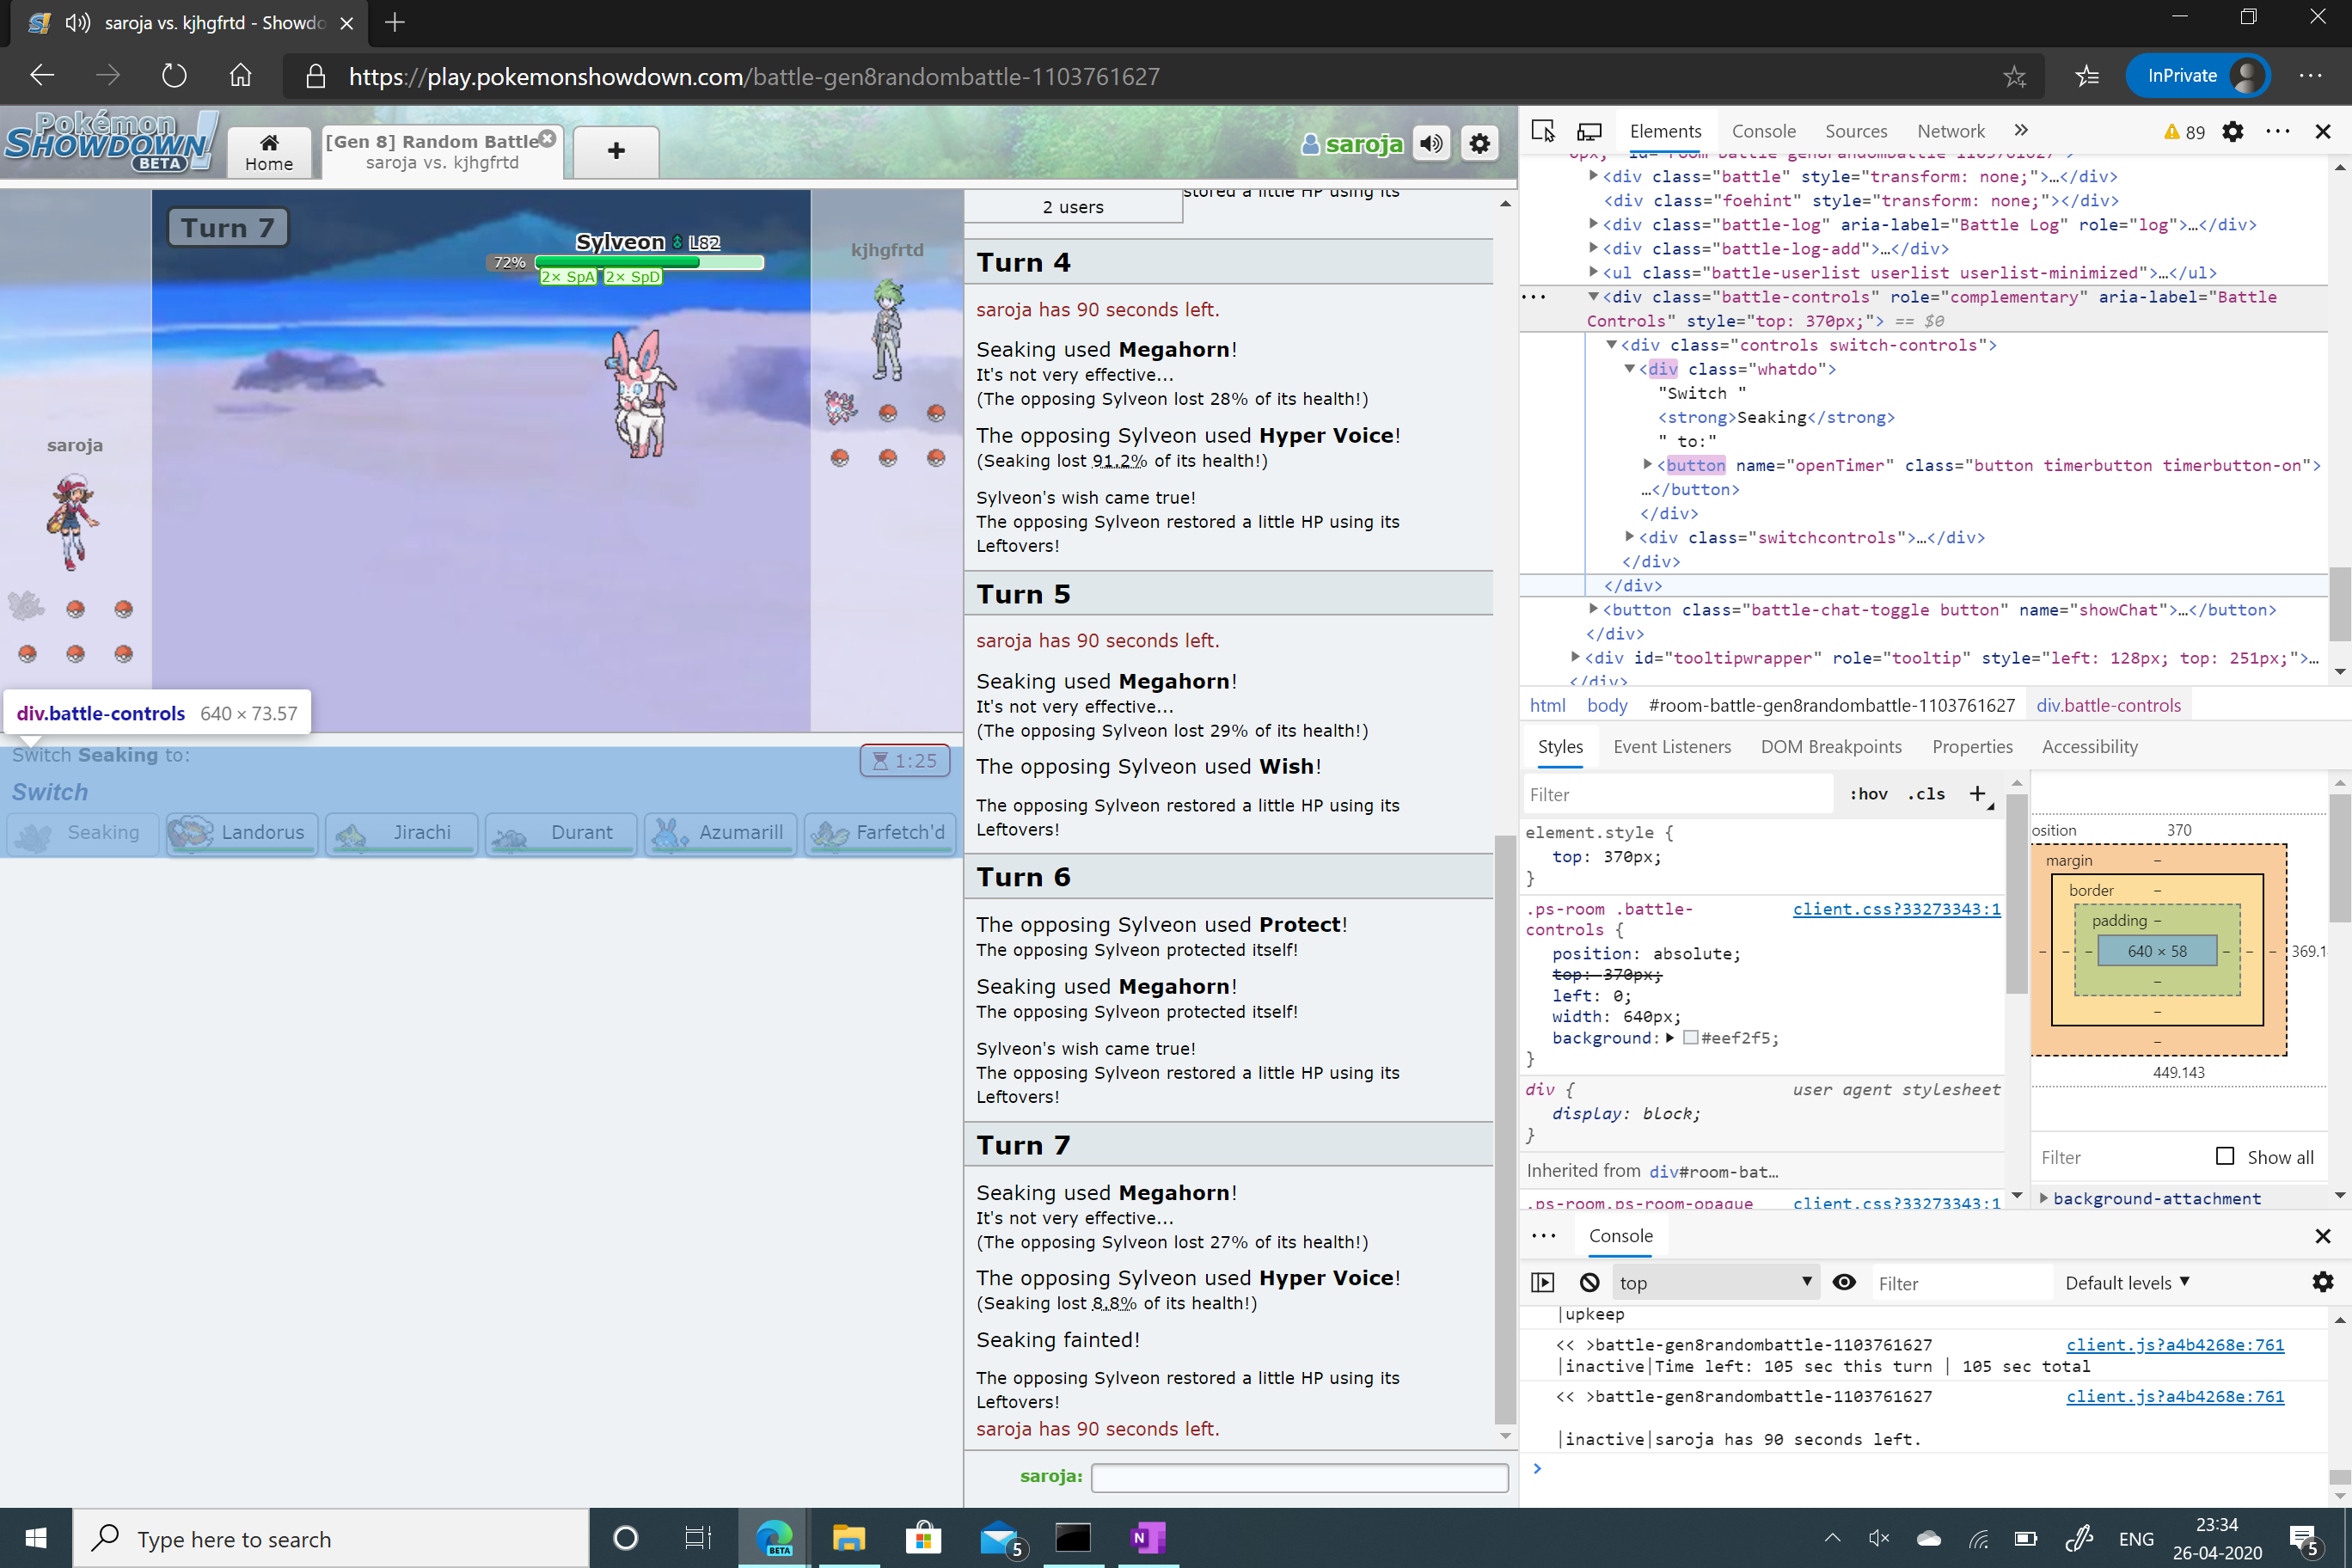 saroja vs. kjhgfrtd - Showdo
https://play.pokemonshowdown.com/battle-gen8randombattle-1103761627
InPrivate
Pokémon
SHOWDOWN!
BETA
Home
[Gen 8] Random Battle
saroja vs. kjhgfrtd
+
saroja
Turn 7
Sylveon L82
72%
2× SpA 2× SpD
kjhgfrtd
saroja
div.battle-controls 640 × 73.57
Switch Seaking to:
1:25
Switch
Seaking
Landorus
Jirachi
Durant
Azumarill
Farfetch'd
stored a little HP using its
2 users
Turn 4
saroja has 90 seconds left.
Seaking used Megahorn!
It's not very effective...
(The opposing Sylveon lost 28% of its health!)
The opposing Sylveon used Hyper Voice!
(Seaking lost 91.2% of its health!)
Sylveon's wish came true!
The opposing Sylveon restored a little HP using its
Leftovers!
Turn 5
saroja has 90 seconds left.
Seaking used Megahorn!
It's not very effective...
(The opposing Sylveon lost 29% of its health!)
The opposing Sylveon used Wish!
The opposing Sylveon restored a little HP using its
Leftovers!
Turn 6
The opposing Sylveon used Protect!
The opposing Sylveon protected itself!
Seaking used Megahorn!
The opposing Sylveon protected itself!
Sylveon's wish came true!
The opposing Sylveon restored a little HP using its
Leftovers!
Turn 7
Seaking used Megahorn!
It's not very effective...
(The opposing Sylveon lost 27% of its health!)
The opposing Sylveon used Hyper Voice!
(Seaking lost 8.8% of its health!)
Seaking fainted!
The opposing Sylveon restored a little HP using its
Leftovers!
saroja has 90 seconds left.
saroja:
Elements Console Sources Network » 89
0px;" id="room-battle-gen8randombattle-1103761627">
<div class="battle" style="transform: none;">…</div>
<div class="foehint" style="transform: none;"></div>
<div class="battle-log" aria-label="Battle Log" role="log">…</div>
<div class="battle-log-add">…</div>
<ul class="battle-userlist userlist userlist-minimized">…</ul>
<div class="battle-controls" role="complementary" aria-label="Battle
Controls" style="top: 370px;"> == $0
<div class="controls switch-controls">
<div class="whatdo">
"Switch "
<strong>Seaking</strong>
" to:"
<button name="openTimer" class="button timerbutton timerbutton-on">
…</button>
</div>
<div class="switchcontrols">…</div>
</div>
</div>
<button class="battle-chat-toggle button" name="showChat">…</button>
</div>
<div id="tooltipwrapper" role="tooltip" style="left: 128px; top: 251px;">…
</div>
html body #room-battle-gen8randombattle-1103761627 div.battle-controls
Styles Event Listeners DOM Breakpoints Properties Accessibility
Filter :hov .cls +
element.style {
top: 370px;
}
.ps-room .battle- client.css?33273343:1
controls {
position: absolute;
top: 370px;
left: 0;
width: 640px;
background: #eef2f5;
}
div { user agent stylesheet
display: block;
}
Inherited from div#room-bat…
.ps-room.ps-room-opaque client.css?33273343:1
osition 370
margin –
border –
padding –
– – – 640 × 58 – – – 369.1
–
–
–
449.143
Filter Show all
background-attachment
Console
top Filter Default levels
|upkeep
<< >battle-gen8randombattle-1103761627 client.js?a4b4268e:761
|inactive|Time left: 105 sec this turn | 105 sec total
<< >battle-gen8randombattle-1103761627 client.js?a4b4268e:761
|inactive|saroja has 90 seconds left.
>
Type here to search
BETA
5
N
ENG
23:34
26-04-2020
5